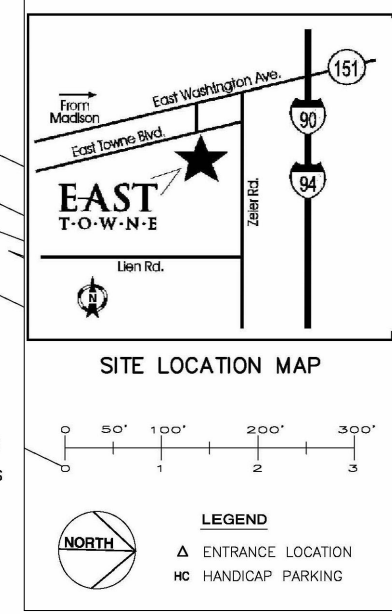 151
East Washington Ave.
From
Madison
90
East Towne Blvd.
94
EAST
T·O·W·N·E
Zeier Rd.
Lien Rd.
N
SITE LOCATION MAP
0 50' 100' 200' 300'
0 1 2 3
S
NORTH
LEGEND
Δ ENTRANCE LOCATION
HC HANDICAP PARKING